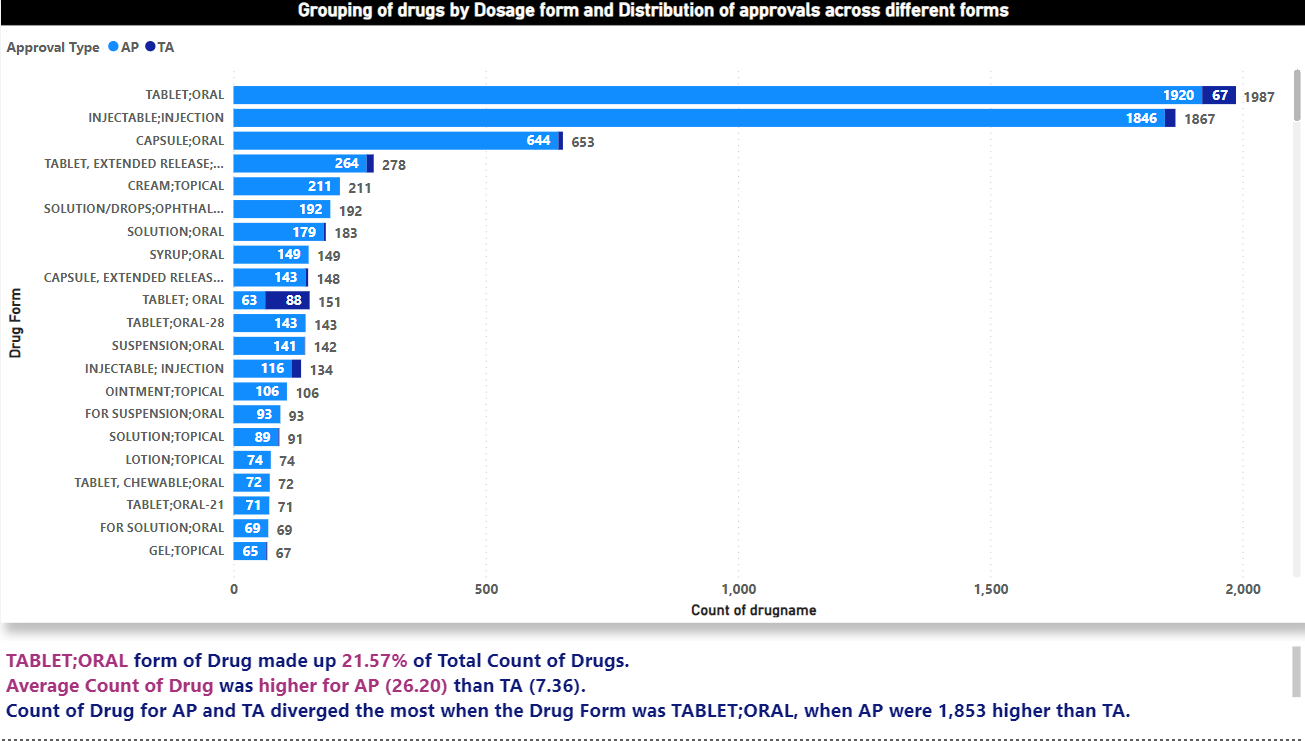 Grouping of drugs by Dosage form and Distribution of approvals across different forms
Approval Type AP TA
Drug Form
TABLET;ORAL 1920 67 1987
INJECTABLE;INJECTION 1846 1867
CAPSULE;ORAL 644 653
TABLET, EXTENDED RELEASE;... 264 278
CREAM;TOPICAL 211 211
SOLUTION/DROPS;OPHTHAL... 192 192
SOLUTION;ORAL 179 183
SYRUP;ORAL 149 149
CAPSULE, EXTENDED RELEAS... 143 148
TABLET; ORAL 63 88 151
TABLET;ORAL-28 143 143
SUSPENSION;ORAL 141 142
INJECTABLE; INJECTION 116 134
OINTMENT;TOPICAL 106 106
FOR SUSPENSION;ORAL 93 93
SOLUTION;TOPICAL 89 91
LOTION;TOPICAL 74 74
TABLET, CHEWABLE;ORAL 72 72
TABLET;ORAL-21 71 71
FOR SOLUTION;ORAL 69 69
GEL;TOPICAL 65 67
0 500 1,000 1,500 2,000
Count of drugname
TABLET;ORAL form of Drug made up 21.57% of Total Count of Drugs.
Average Count of Drug was higher for AP (26.20) than TA (7.36).
Count of Drug for AP and TA diverged the most when the Drug Form was TABLET;ORAL, when AP were 1,853 higher than TA.